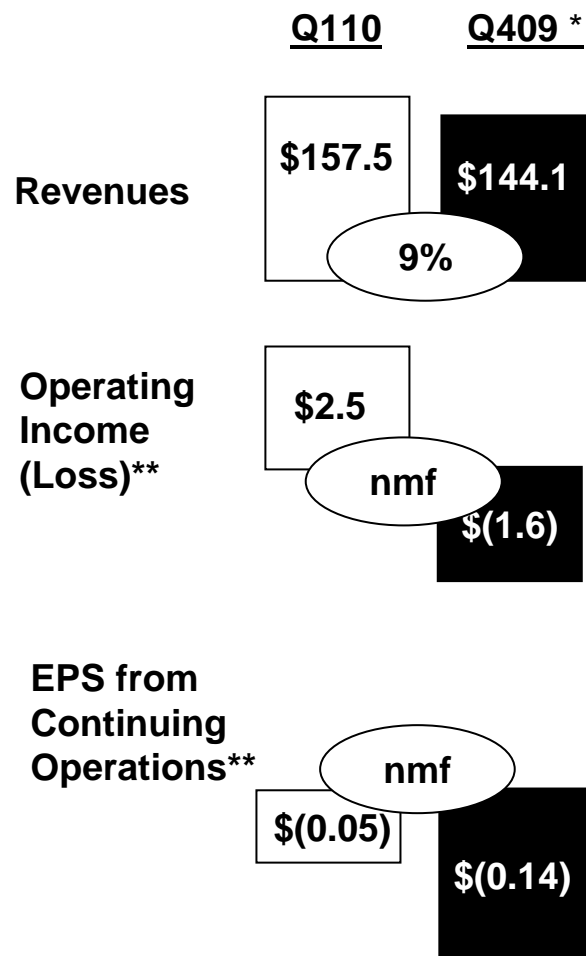 Q110 Q409 *
Revenues
$157.5
$144.1
9%
Operating
Income
(Loss)**
$2.5
nmf
$(1.6)
EPS from
Continuing
Operations**
nmf
$(0.05)
$(0.14)